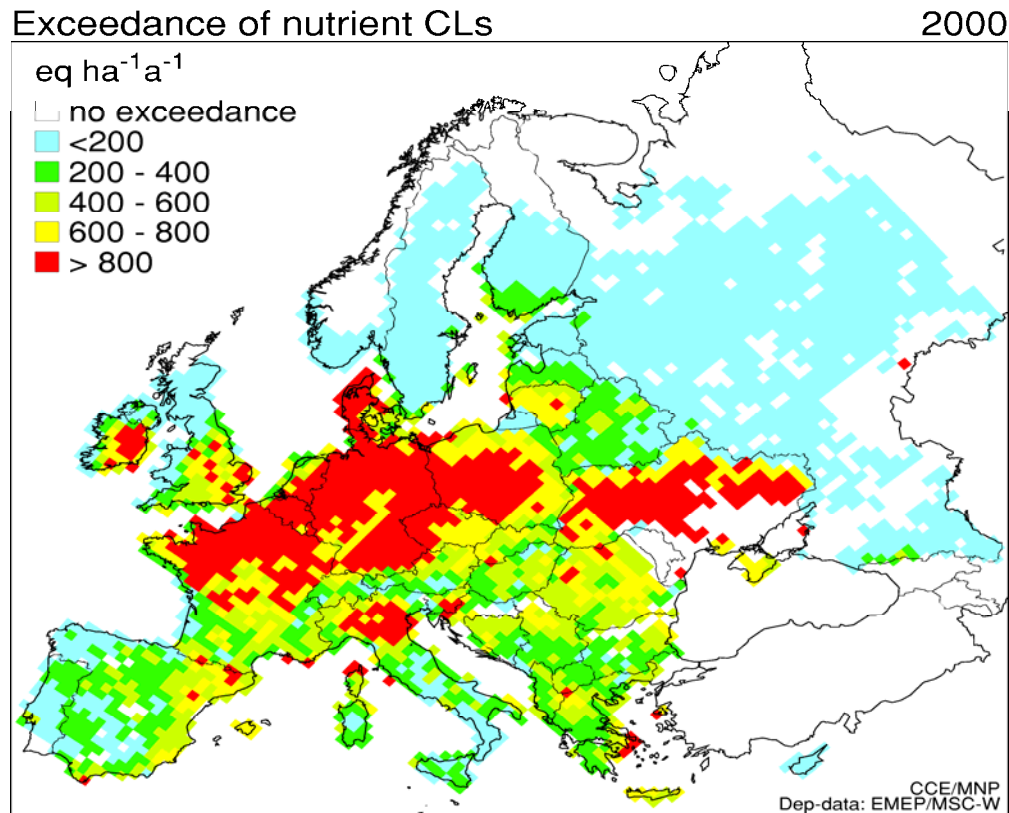 Exceedance of nutrient CLs 2000
eq ha⁻¹a⁻¹
no exceedance
<200
200 - 400
400 - 600
600 - 800
> 800
CCE/MNP
Dep-data: EMEP/MSC-W